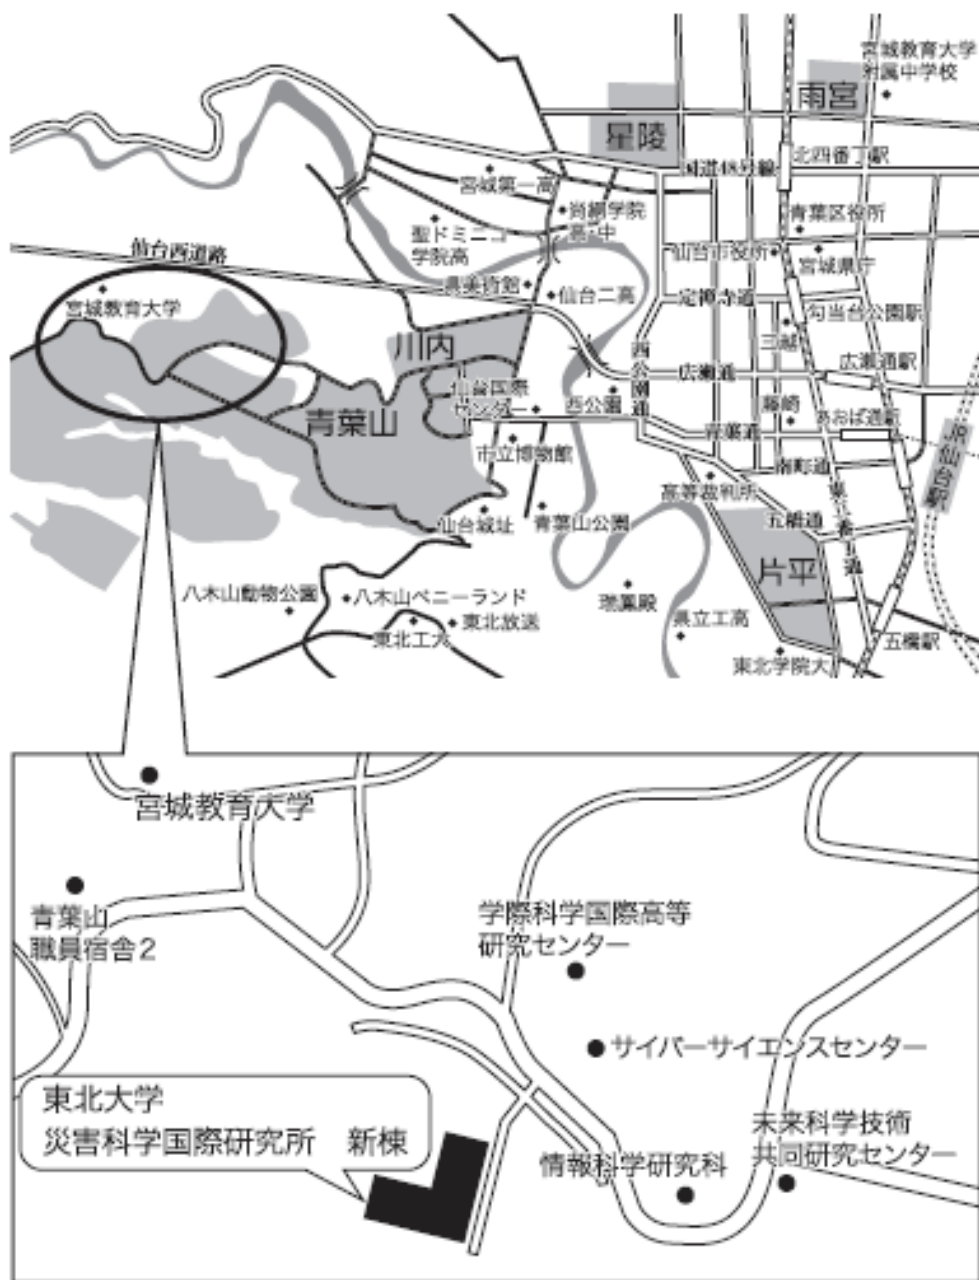 宮城教育大学
附属中学校
雨宮
星陵
北四番丁駅
国道48号線
宮城第一高
尚絅学院
高・中
青葉区役所
聖ドミニコ
学院高
仙台西道路
仙台市役所
宮城県庁
県美術館
仙台二高
定禅寺通
宮城教育大学
勾当台公園駅
三越
川内
西公園通
広瀬通
広瀬通駅
仙台国際
センター
西公園
藤崎
あおば通駅
青葉山
青葉通
JR仙台駅
市立博物館
南町通
高等裁判所
東二番通
仙台城址
青葉山公園
五橋通
片平
八木山動物公園
八木山ベニーランド
瑞鳳殿
東北放送
東北工大
県立工高
五橋駅
東北学院大
宮城教育大学
青葉山
職員宿舎2
学際科学国際高等
研究センター
サイバーサイエンスセンター
東北大学
災害科学国際研究所 新棟
未来科学技術
共同研究センター
情報科学研究科